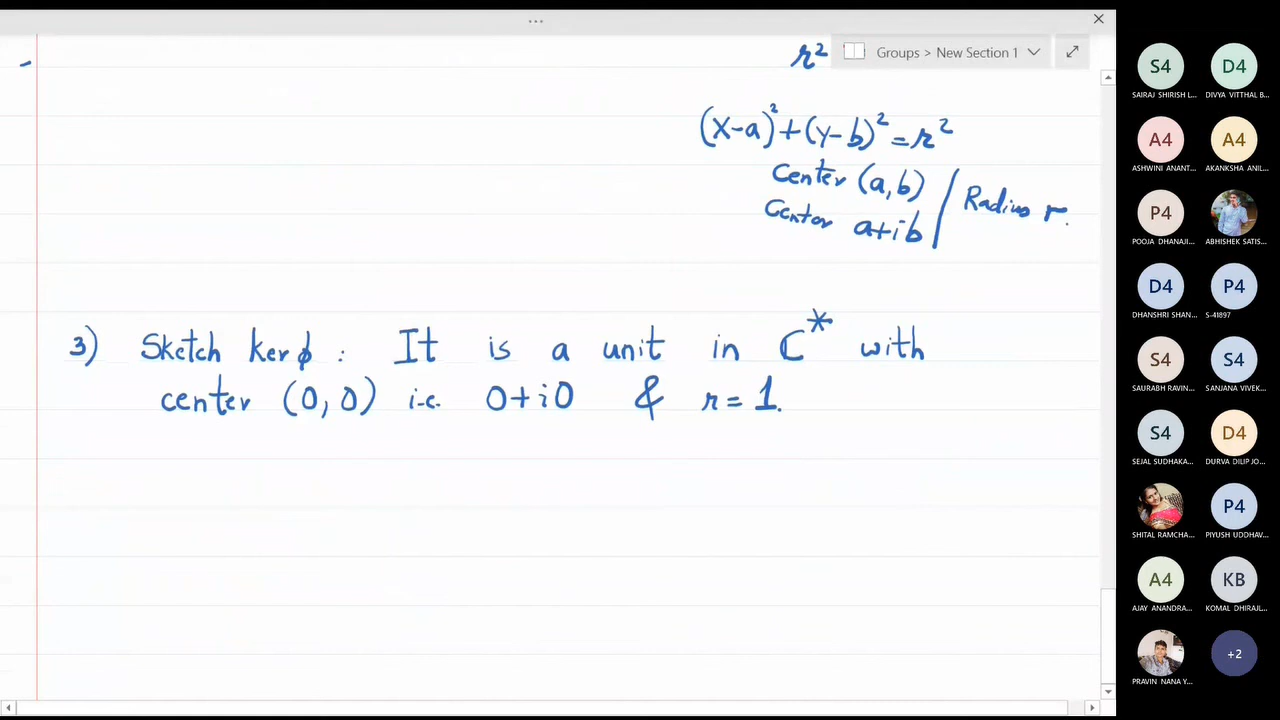 Groups > New Section 1
r²
(x-a)²+(y-b)²=r²
Center (a,b)
Center a+ib
Radius r.
3) Sketch ker ϕ : It is a unit in ℂ* with
center (0, 0) i.e. 0+i0 & r= 1.
S4
D4
SAIRAJ SHIRISH L...
DIVYA VITTHAL B...
A4
A4
ASHWINI ANANT...
AKANKSHA ANIL...
P4
POOJA DHANAJI...
ABHISHEK SATIS...
D4
P4
DHANSHRI SHAN...
S-41897
S4
S4
SAURABH RAVIN...
SANJANA VIVEK...
S4
D4
SEJAL SUDHAKA...
DURVA DILIP JO...
P4
SHITAL RAMCHA...
PIYUSH UDDHAV...
A4
KB
AJAY ANANDRA...
KOMAL DHIRAJL...
+2
PRAVIN NANA Y...